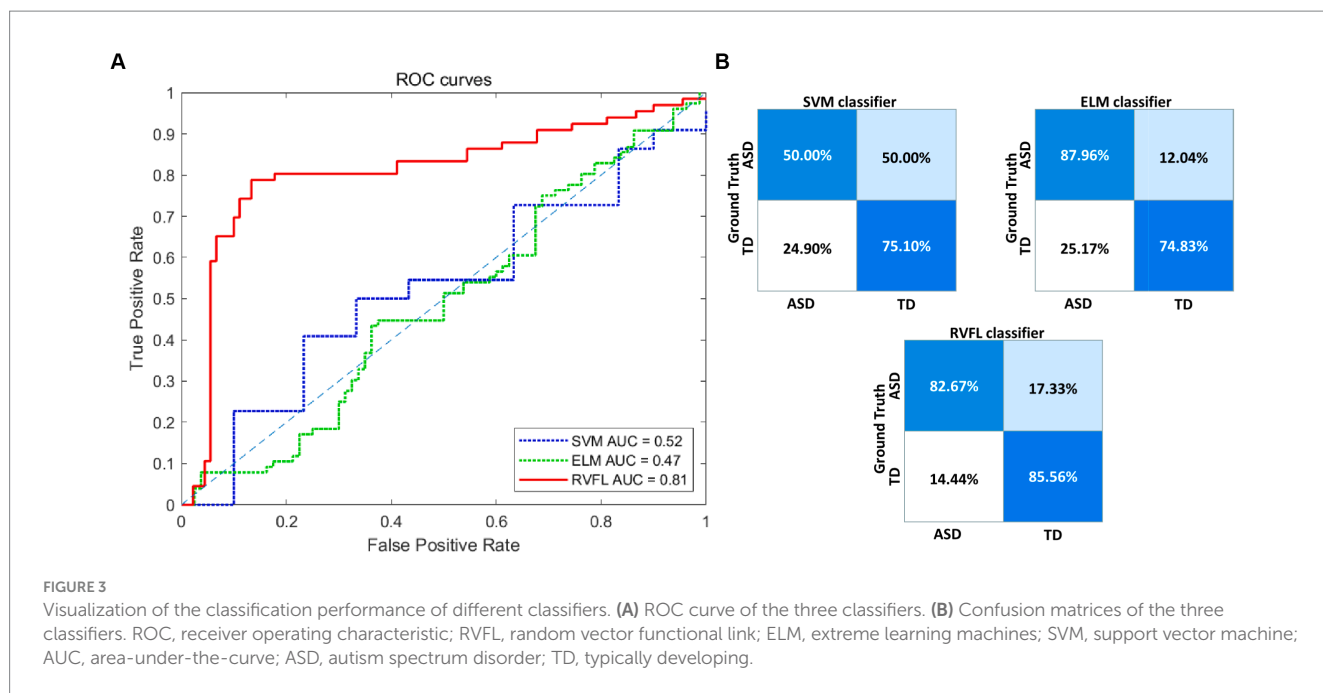 A
ROC curves
1
0.9
0.8
0.7
0.6
0.5
0.4
0.3
0.2
0.1
0
True Positive Rate
0
0.2
0.4
0.6
0.8
1
False Positive Rate
SVM AUC = 0.52
ELM AUC = 0.47
RVFL AUC = 0.81
B
SVM classifier
Ground Truth
ASD
TD
50.00% 50.00%
24.90% 75.10%
ASD TD
ELM classifier
Ground Truth
ASD
TD
87.96% 12.04%
25.17% 74.83%
ASD TD
RVFL classifier
Ground Truth
ASD
TD
82.67% 17.33%
14.44% 85.56%
ASD TD
FIGURE 3
Visualization of the classification performance of different classifiers. (A) ROC curve of the three classifiers. (B) Confusion matrices of the three
classifiers. ROC, receiver operating characteristic; RVFL, random vector functional link; ELM, extreme learning machines; SVM, support vector machine;
AUC, area-under-the-curve; ASD, autism spectrum disorder; TD, typically developing.